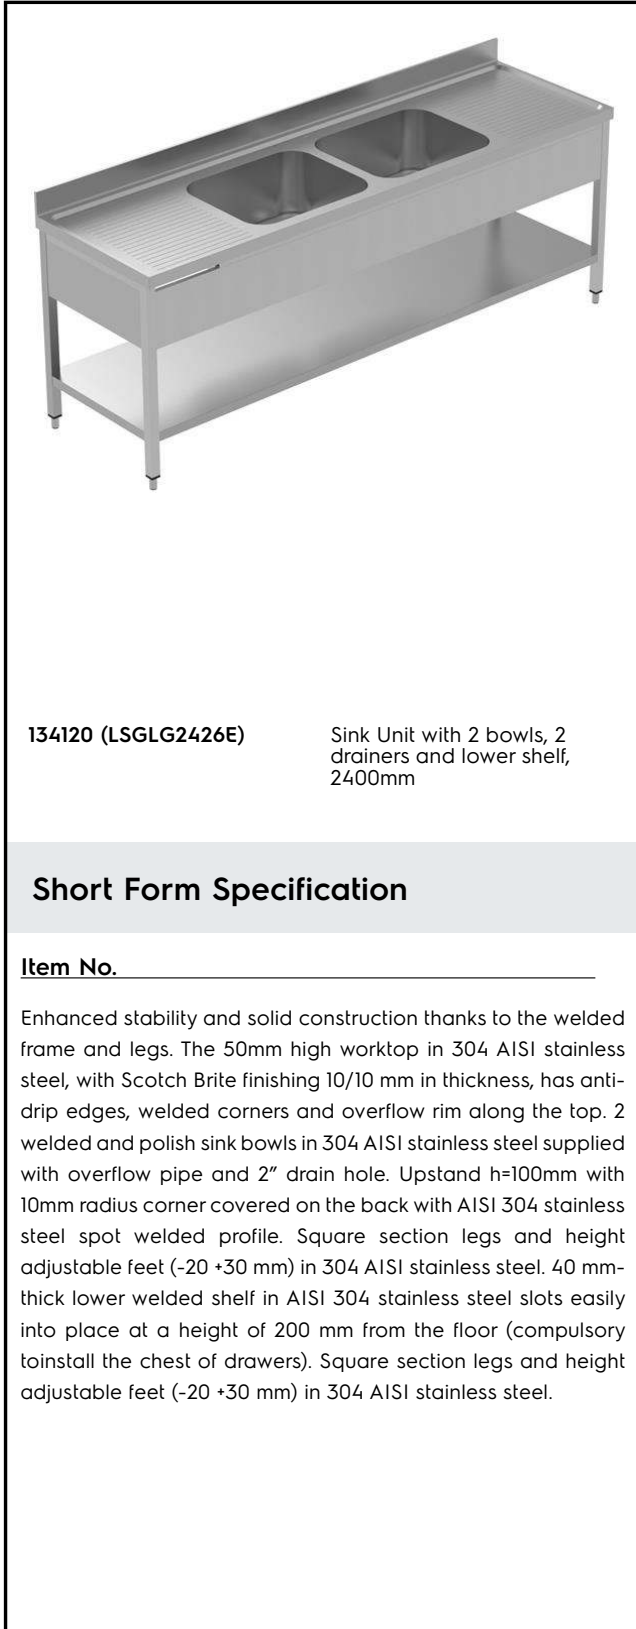 134120 (LSGLG2426E)
Sink Unit with 2 bowls, 2
drainers and lower shelf,
2400mm
Short Form Specification
Item No.
Enhanced stability and solid construction thanks to the welded
frame and legs. The 50mm high worktop in 304 AISI stainless
steel, with Scotch Brite finishing 10/10 mm in thickness, has anti-
drip edges, welded corners and overflow rim along the top. 2
welded and polish sink bowls in 304 AISI stainless steel supplied
with overflow pipe and 2” drain hole. Upstand h=100mm with
10mm radius corner covered on the back with AISI 304 stainless
steel spot welded profile. Square section legs and height
adjustable feet (-20 +30 mm) in 304 AISI stainless steel. 40 mm-
thick lower welded shelf in AISI 304 stainless steel slots easily
into place at a height of 200 mm from the floor (compulsory
toinstall the chest of drawers). Square section legs and height
adjustable feet (-20 +30 mm) in 304 AISI stainless steel.